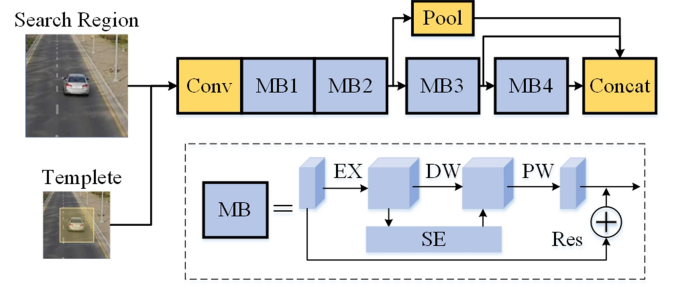 Search Region
Pool
Conv
MB1
MB2
MB3
MB4
Concat
Templete
EX
DW
PW
MB
=
SE
Res
+